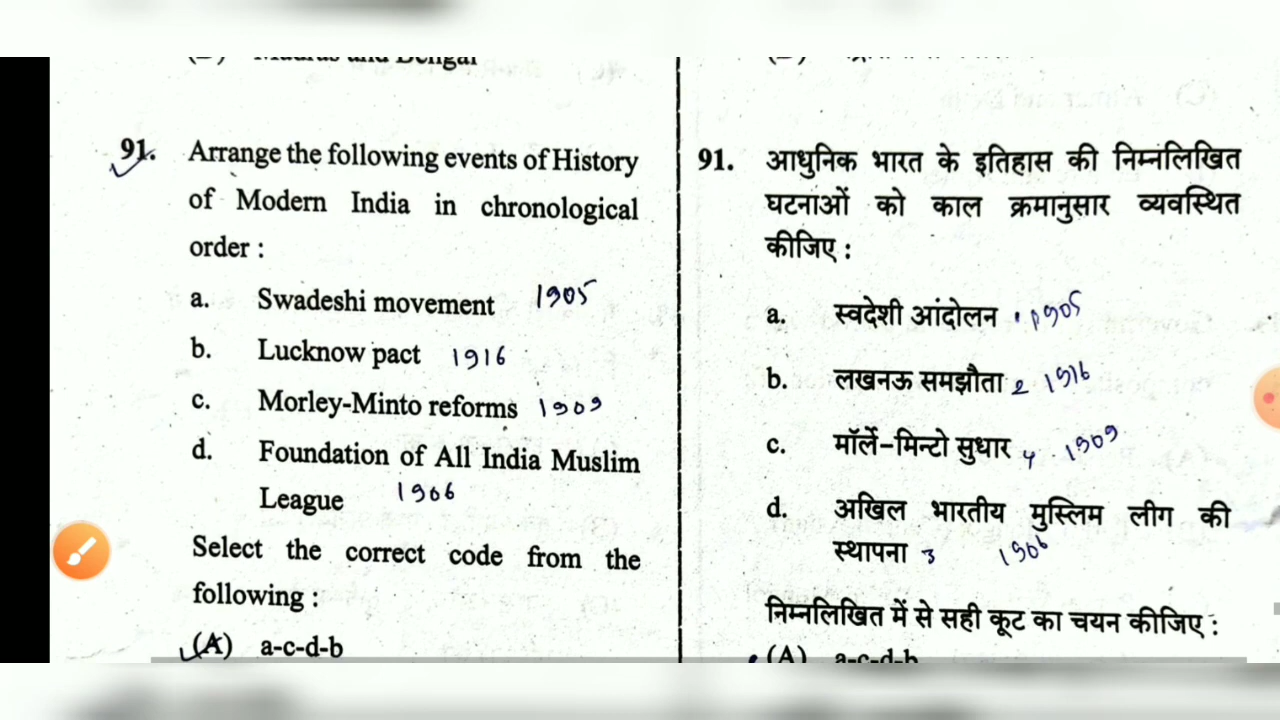 Madras and Bengal
91. Arrange the following events of History
of Modern India in chronological
order :
a. Swadeshi movement 1905
b. Lucknow pact 1916
c. Morley-Minto reforms 1909
d. Foundation of All India Muslim
League 1906
Select the correct code from the
following :
(A) a-c-d-b
91. आधुनिक भारत के इतिहास की निम्नलिखित
घटनाओं को काल क्रमानुसार व्यवस्थित
कीजिए :
a. स्वदेशी आंदोलन 1905
b. लखनऊ समझौता 2 1916
c. मॉर्ले-मिन्टो सुधार 4 1909
d. अखिल भारतीय मुस्लिम लीग की
स्थापना 3 1906
निम्नलिखित में से सही कूट का चयन कीजिए :
(A) a-c-d-b